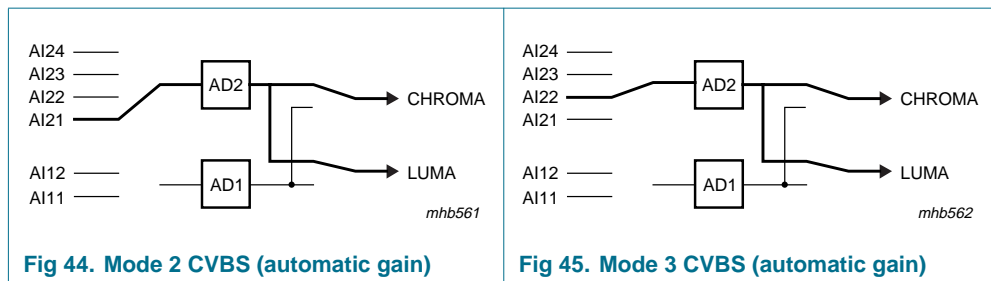 AI24
AI23
AI22
AI21
AD2
CHROMA
AI12
AI11
AD1
LUMA
mhb561
Fig 44. Mode 2 CVBS (automatic gain)
AI24
AI23
AI22
AI21
AD2
CHROMA
AI12
AI11
AD1
LUMA
mhb562
Fig 45. Mode 3 CVBS (automatic gain)